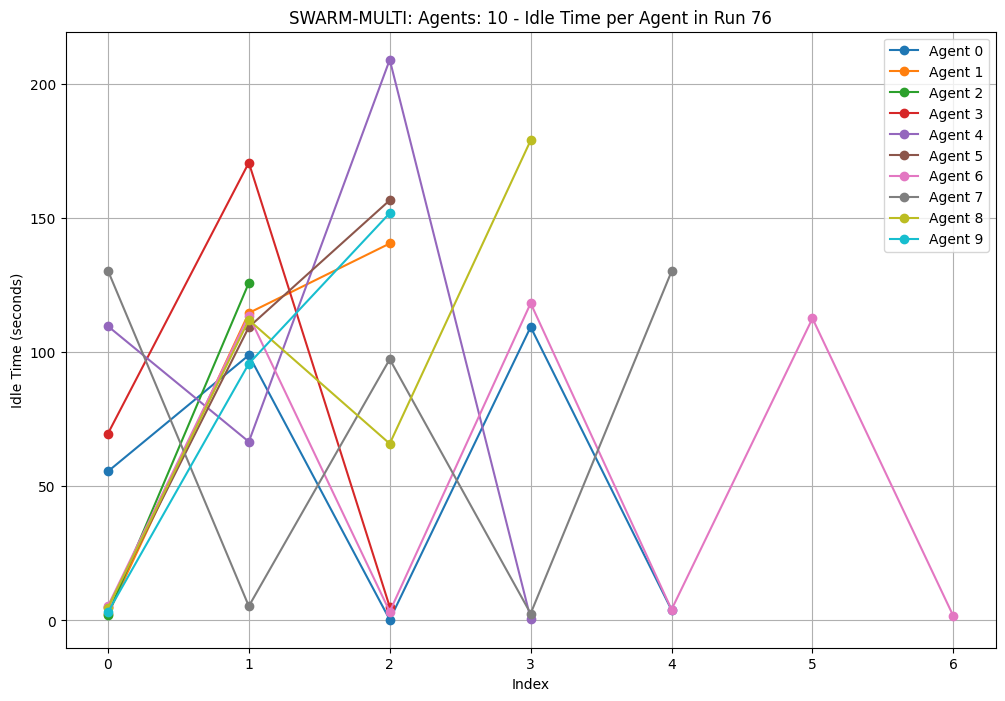 SWARM-MULTI: Agents: 10 - Idle Time per Agent in Run 76
Idle Time (seconds)
200
150
100
50
0
0 1 2 3 4 5 6
Index
Agent 0
Agent 1
Agent 2
Agent 3
Agent 4
Agent 5
Agent 6
Agent 7
Agent 8
Agent 9